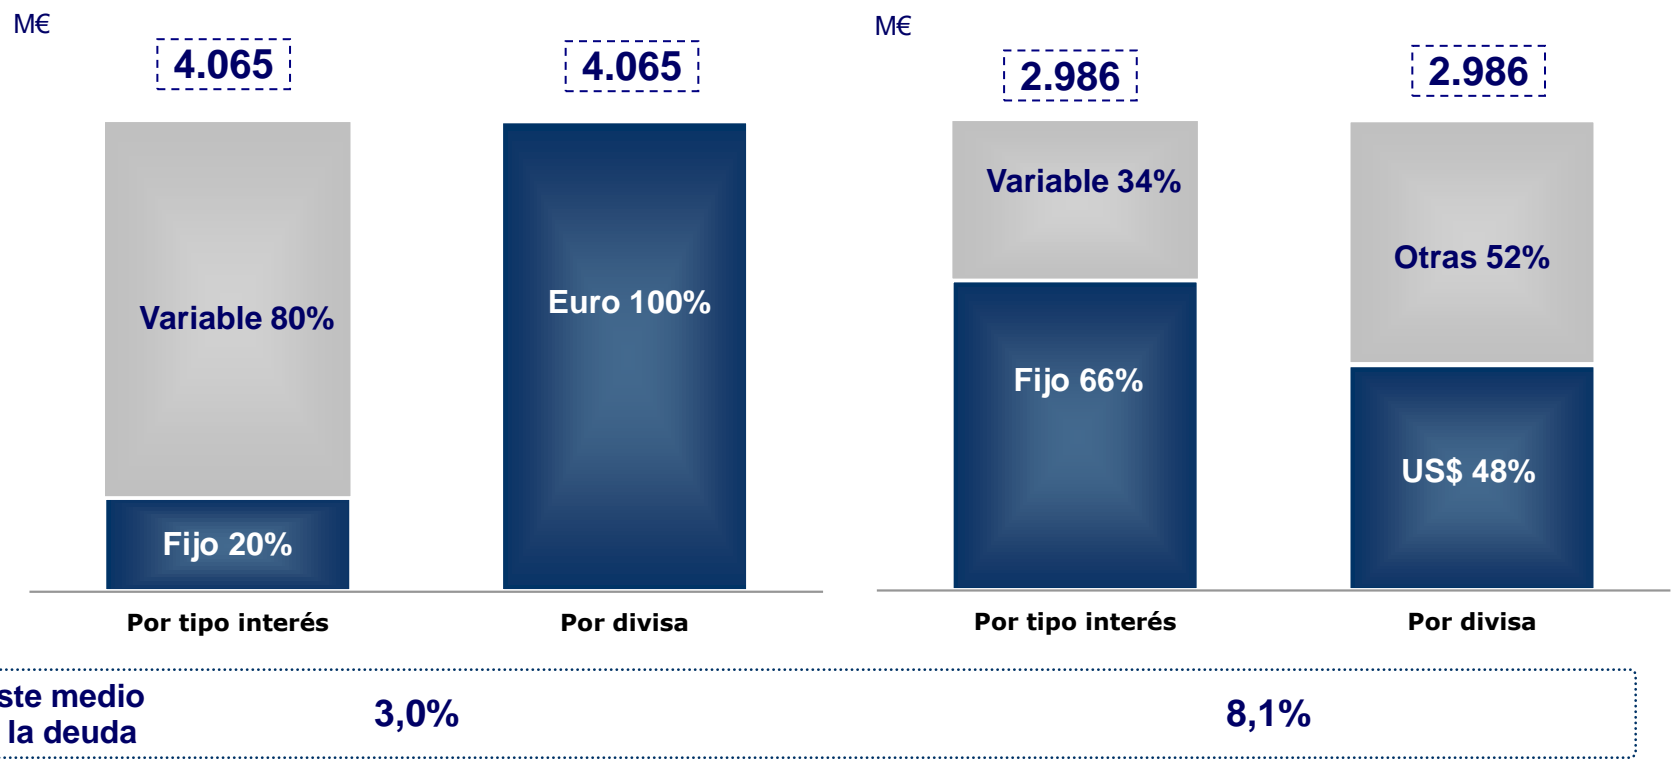 M€
4.065
4.065
Variable 80%
Euro 100%
Fijo 20%
Por tipo interés
Por divisa
M€
2.986
2.986
Variable 34%
Otras 52%
Fijo 66%
US$ 48%
Por tipo interés
Por divisa
ste medio
la deuda
3,0%
8,1%